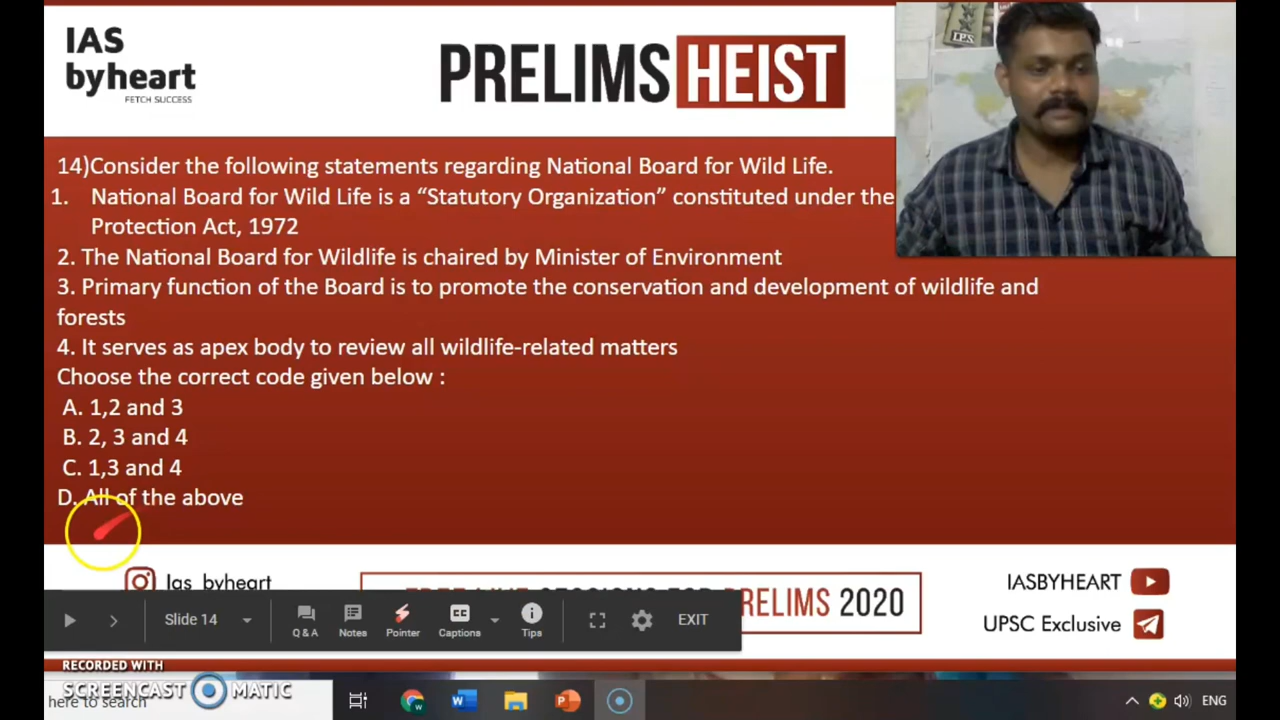 IAS
byheart
FETCH SUCCESS
PRELIMS HEIST
I.P.S.
14)Consider the following statements regarding National Board for Wild Life.
1. National Board for Wild Life is a “Statutory Organization” constituted under the
Protection Act, 1972
2. The National Board for Wildlife is chaired by Minister of Environment
3. Primary function of the Board is to promote the conservation and development of wildlife and
forests
4. It serves as apex body to review all wildlife-related matters
Choose the correct code given below :
A. 1,2 and 3
B. 2, 3 and 4
C. 1,3 and 4
D. All of the above
Ias_byheart
PRELIMS 2020
IASBYHEART
UPSC Exclusive
Slide 14
Q & A
Notes
Pointer
Captions
Tips
EXIT
RECORDED WITH
SCREENCAST MATIC
here to search
ENG